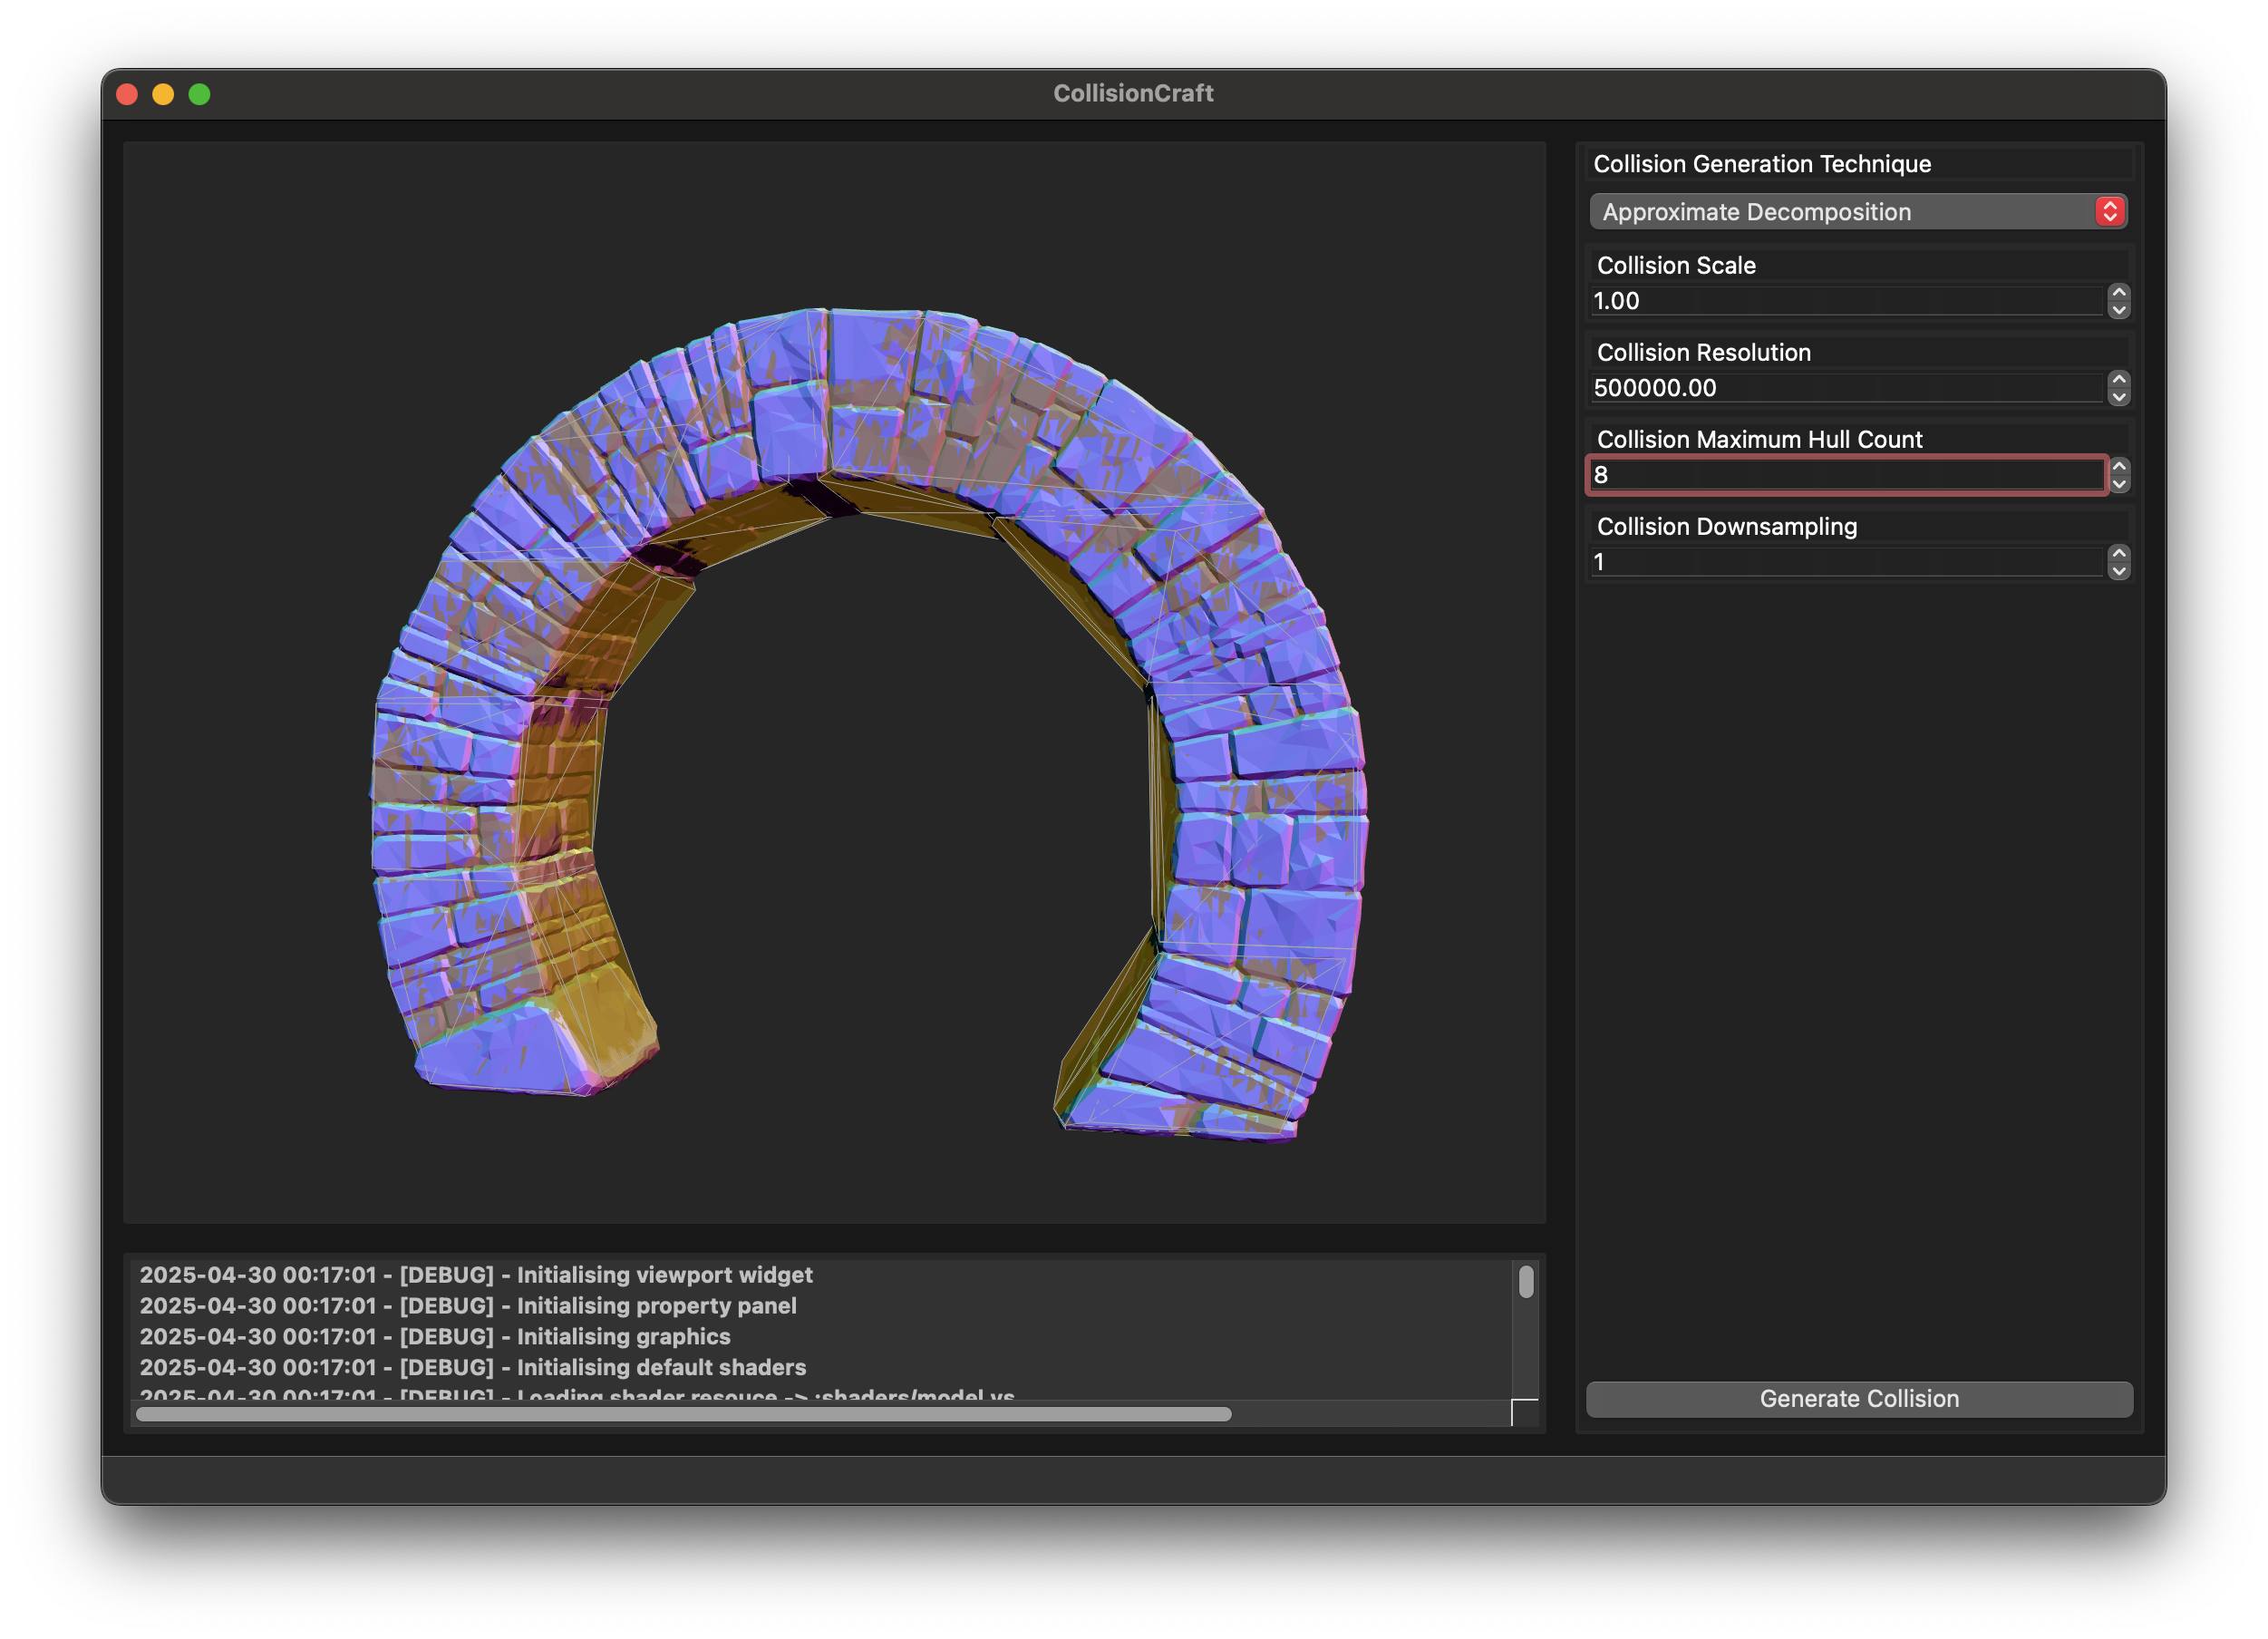 CollisionCraft
Collision Generation Technique
Approximate Decomposition
Collision Scale
1.00
Collision Resolution
500000.00
Collision Maximum Hull Count
8
Collision Downsampling
1
Generate Collision
2025-04-30 00:17:01 - [DEBUG] - Initialising viewport widget
2025-04-30 00:17:01 - [DEBUG] - Initialising property panel
2025-04-30 00:17:01 - [DEBUG] - Initialising graphics
2025-04-30 00:17:01 - [DEBUG] - Initialising default shaders
2025-04-30 00:17:01 - [DEBUG] - Loading shader resouce -> :shaders/model.vs